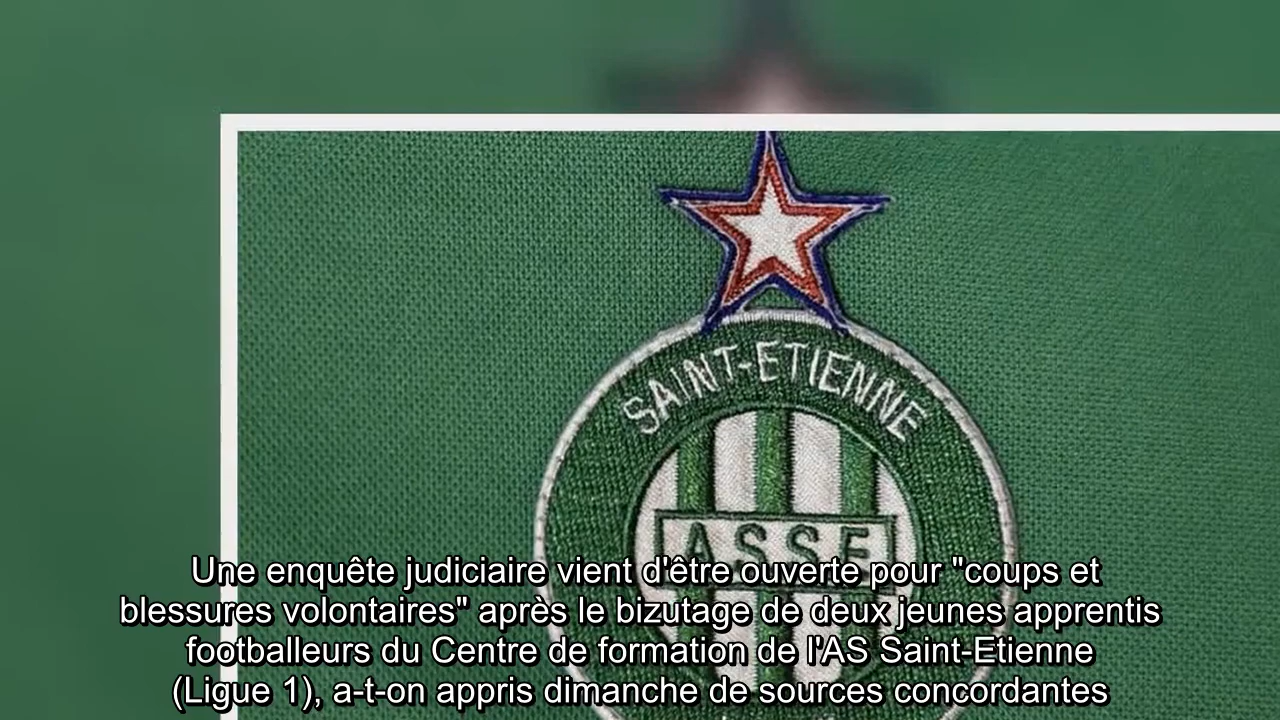 SAINT-ETIENNE
ASSE
Une enquête judiciaire vient d'être ouverte pour "coups et
blessures volontaires" après le bizutage de deux jeunes apprentis
footballeurs du Centre de formation de l'AS Saint-Etienne
(Ligue 1), a-t-on appris dimanche de sources concordantes